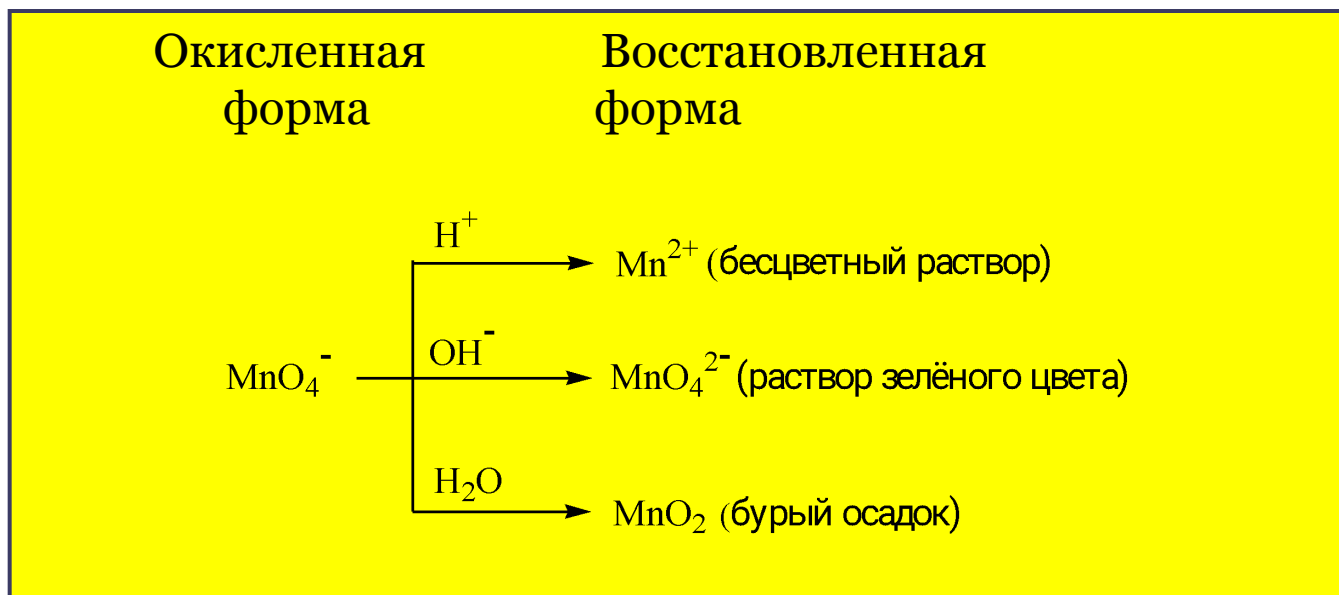 Окисленная Восстановленная
форма форма
H⁺
Mn²⁺ (бесцветный раствор)
OH⁻
MnO₄⁻ MnO₄²⁻ (раствор зелёного цвета)
H₂O
MnO₂ (бурый осадок)